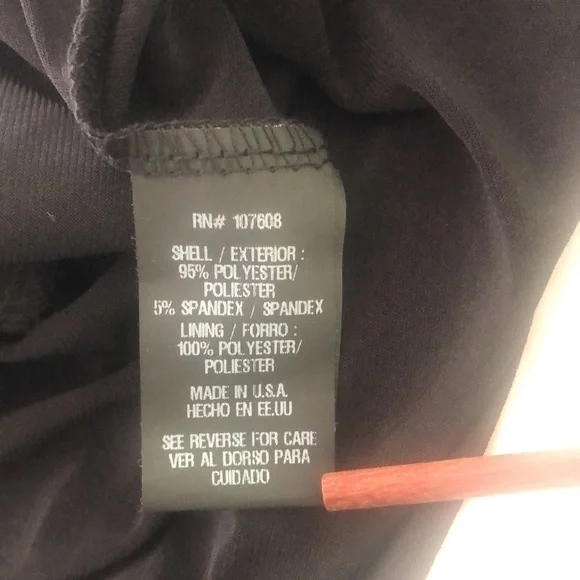 RN# 107608
SHELL / EXTERIOR :
95% POLYESTER/
POLIESTER
5% SPANDEX / SPANDEX
LINING / FORRO :
100% POLYESTER/
POLIESTER
MADE IN U.S.A.
HECHO EN EE.UU
SEE REVERSE FOR CARE
VER AL DORSO PARA
CUIDADO